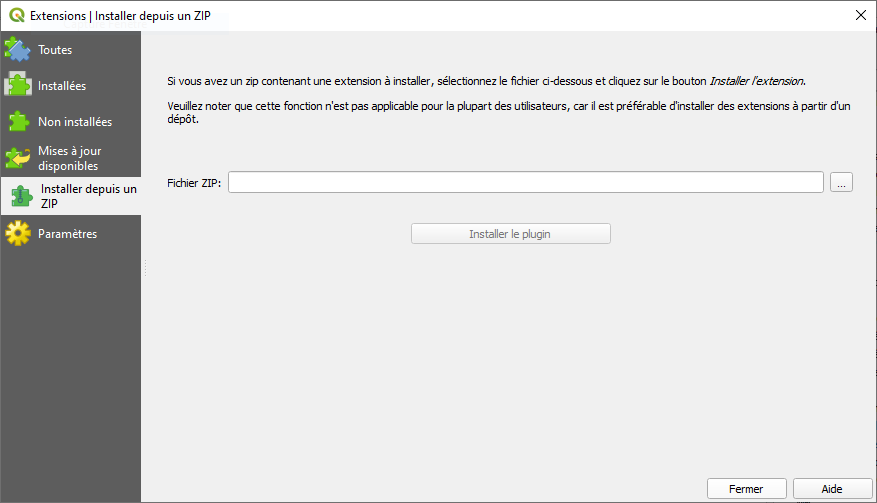 Extensions | Installer depuis un ZIP
Toutes
Installées
Non installées
Mises à jour
disponibles
Installer depuis un
ZIP
Paramètres
Si vous avez un zip contenant une extension à installer, sélectionnez le fichier ci-dessous et cliquez sur le bouton Installer l'extension.
Veuillez noter que cette fonction n'est pas applicable pour la plupart des utilisateurs, car il est préférable d'installer des extensions à partir d'un
dépôt.
Fichier ZIP:
...
Installer le plugin
Fermer
Aide